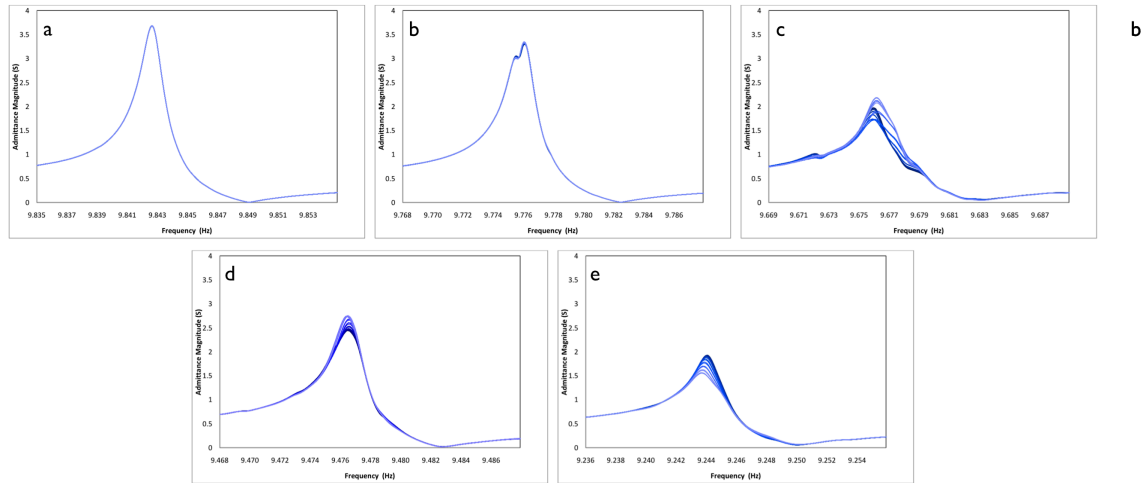 a
b
c
b
4
3.5
3
2.5
2
1.5
1
0.5
0
Admittance Magnitude (S)
9.835 9.837 9.839 9.841 9.843 9.845 9.847 9.849 9.851 9.853
Frequency (Hz)
4
3.5
3
2.5
2
1.5
1
0.5
0
Admittance Magnitude (S)
9.768 9.770 9.772 9.774 9.776 9.778 9.780 9.782 9.784 9.786
Frequency (Hz)
4
3.5
3
2.5
2
1.5
1
0.5
0
Admittance Magnitude (S)
9.669 9.671 9.673 9.675 9.677 9.679 9.681 9.683 9.685 9.687
Frequency (Hz)
d
4
3.5
3
2.5
2
1.5
1
0.5
0
Admittance Magnitude (S)
9.468 9.470 9.472 9.474 9.476 9.478 9.480 9.482 9.484 9.486
Frequency (Hz)
e
4
3.5
3
2.5
2
1.5
1
0.5
0
Admittance Magnitude (S)
9.236 9.238 9.240 9.242 9.244 9.246 9.248 9.250 9.252 9.254
Frequency (Hz)